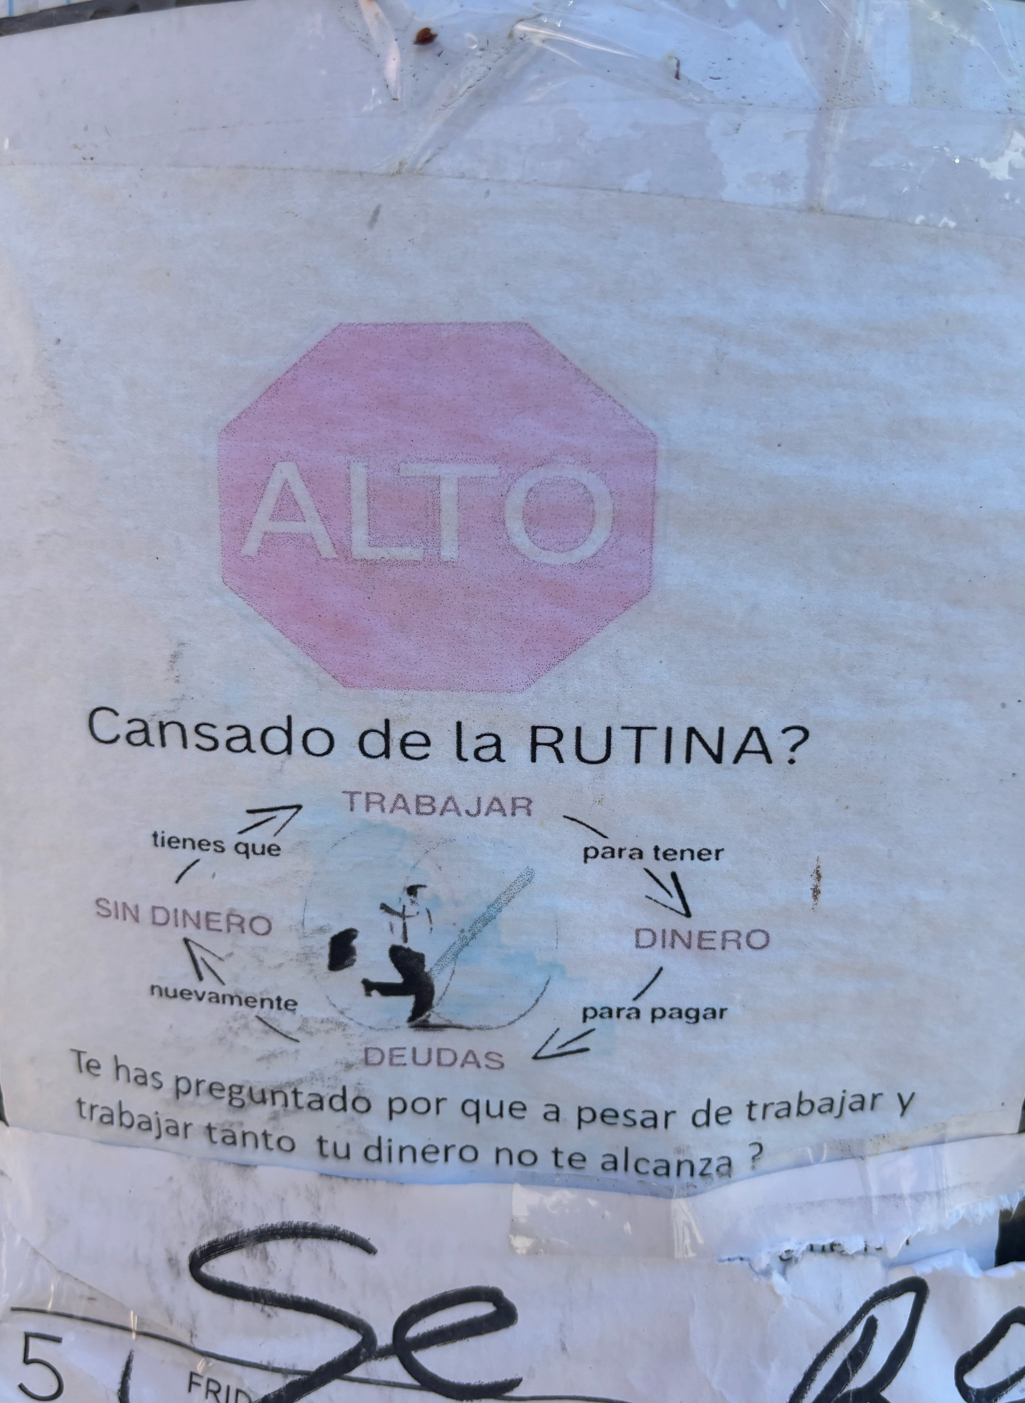 ALTO
Cansado de la RUTINA?
TRABAJAR
tienes que
para tener
SIN DINERO
DINERO
nuevamente
para pagar
DEUDAS
Te has preguntado por que a pesar de trabajar y
trabajar tanto tu dinero no te alcanza ?
Se
5